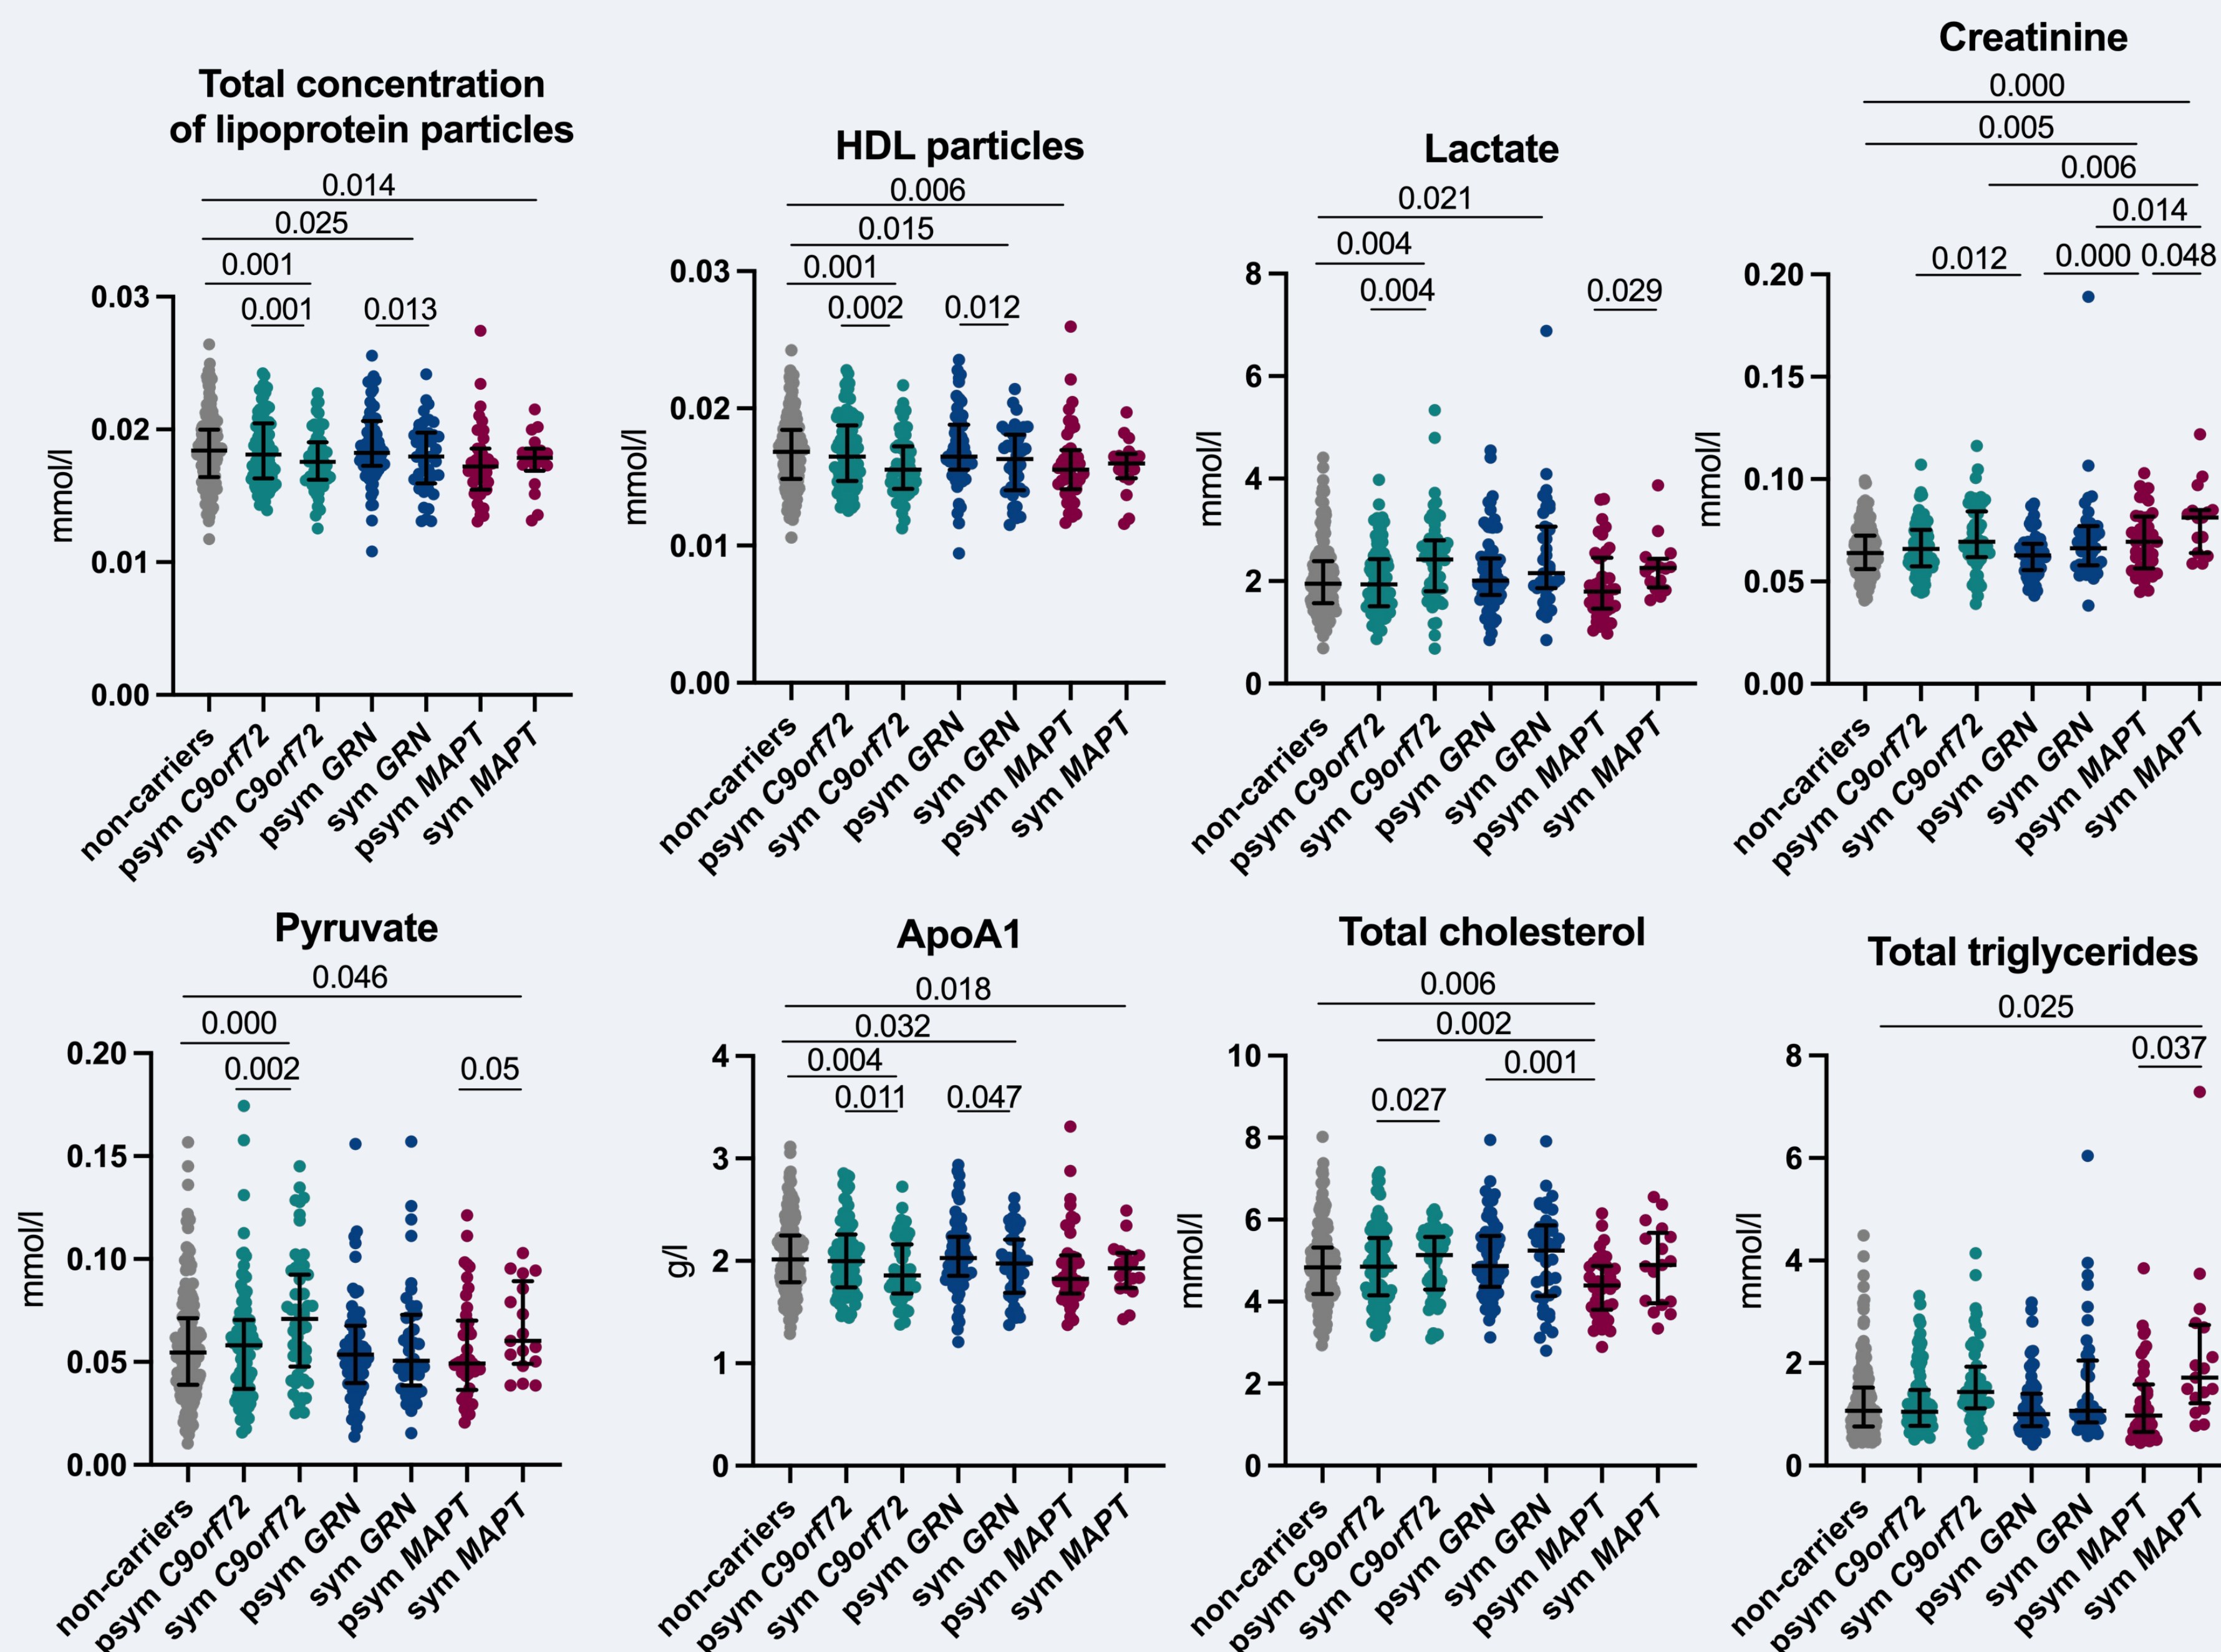 Total concentration
of lipoprotein particles
0.014
0.025
0.001
0.001
0.013
0.03
0.02
0.01
0.00
mmol/l
non-carriers
psym C9orf72
sym C9orf72
psym GRN
sym GRN
psym MAPT
sym MAPT
HDL particles
0.006
0.015
0.001
0.002
0.012
0.03
0.02
0.01
0.00
mmol/l
non-carriers
psym C9orf72
sym C9orf72
psym GRN
sym GRN
psym MAPT
sym MAPT
Lactate
0.021
0.004
0.004
0.029
8
6
4
2
0
mmol/l
non-carriers
psym C9orf72
sym C9orf72
psym GRN
sym GRN
psym MAPT
sym MAPT
Creatinine
0.000
0.005
0.006
0.014
0.012
0.000
0.048
0.20
0.15
0.10
0.05
0.00
mmol/l
non-carriers
psym C9orf72
sym C9orf72
psym GRN
sym GRN
psym MAPT
sym MAPT
Pyruvate
0.046
0.000
0.002
0.05
0.20
0.15
0.10
0.05
0.00
mmol/l
non-carriers
psym C9orf72
sym C9orf72
psym GRN
sym GRN
psym MAPT
sym MAPT
ApoA1
0.018
0.032
0.004
0.011
0.047
4
3
2
1
0
g/l
non-carriers
psym C9orf72
sym C9orf72
psym GRN
sym GRN
psym MAPT
sym MAPT
Total cholesterol
0.006
0.002
0.001
0.027
10
8
6
4
2
0
mmol/l
non-carriers
psym C9orf72
sym C9orf72
psym GRN
sym GRN
psym MAPT
sym MAPT
Total triglycerides
0.025
0.037
8
6
4
2
0
mmol/l
non-carriers
psym C9orf72
sym C9orf72
psym GRN
sym GRN
psym MAPT
sym MAPT